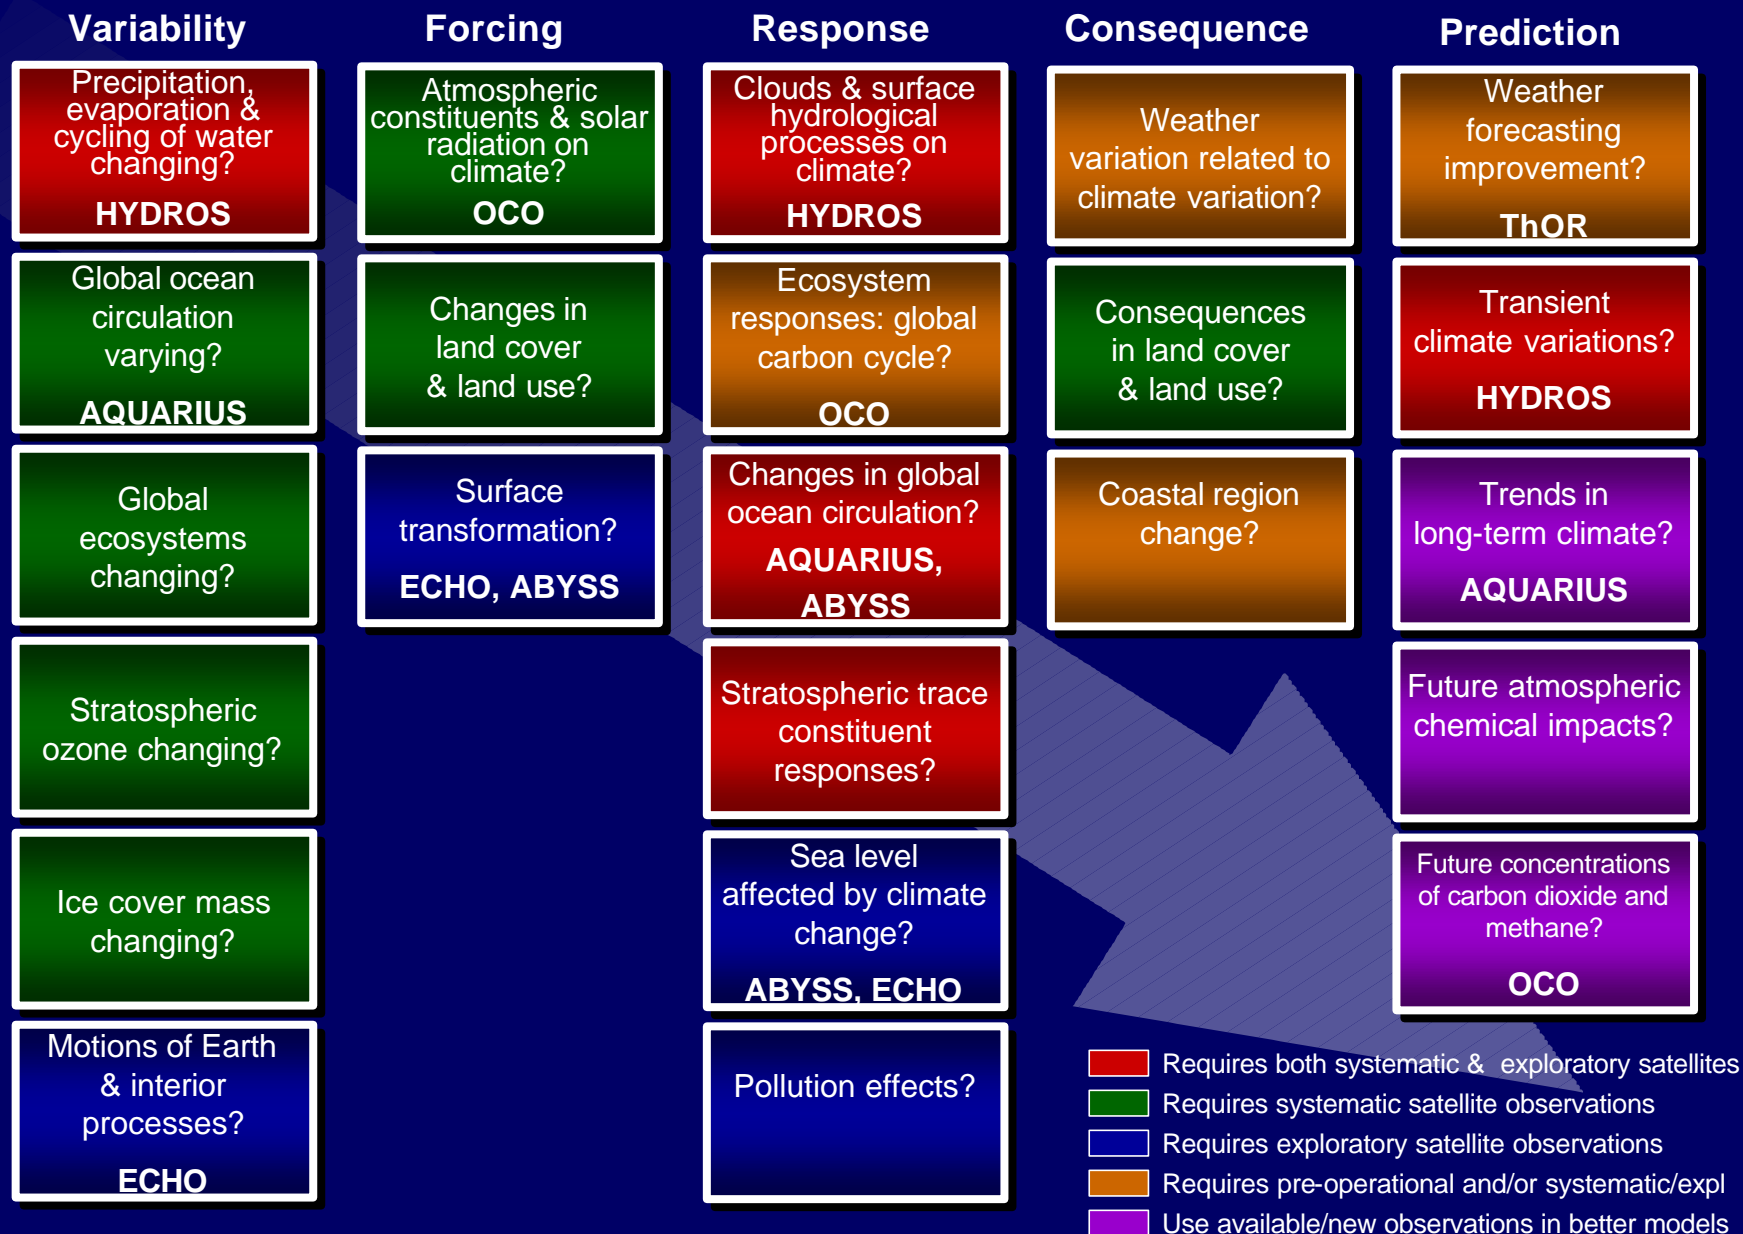 Variability
Precipitation,
evaporation &
cycling of water
changing?
HYDROS
Global ocean
circulation
varying?
AQUARIUS
Global
ecosystems
changing?
Stratospheric
ozone changing?
Ice cover mass
changing?
Motions of Earth
& interior
processes?
ECHO
Forcing
Atmospheric
constituents & solar
radiation on
climate?
OCO
Changes in
land cover
& land use?
Surface
transformation?
ECHO, ABYSS
Response
Clouds & surface
hydrological
processes on
climate?
HYDROS
Ecosystem
responses: global
carbon cycle?
OCO
Changes in global
ocean circulation?
AQUARIUS,
ABYSS
Stratospheric trace
constituent
responses?
Sea level
affected by climate
change?
ABYSS, ECHO
Pollution effects?
Consequence
Weather
variation related to
climate variation?
Consequences
in land cover
& land use?
Coastal region
change?
Prediction
Weather
forecasting
improvement?
ThOR
Transient
climate variations?
HYDROS
Trends in
long-term climate?
AQUARIUS
Future atmospheric
chemical impacts?
Future concentrations
of carbon dioxide and
methane?
OCO
Requires both systematic & exploratory satellites
Requires systematic satellite observations
Requires exploratory satellite observations
Requires pre-operational and/or systematic/expl
Use available/new observations in better models